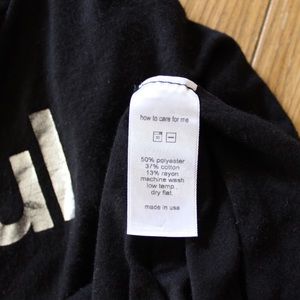 how to care for me
50% polyester
37% cotton
13% rayon
machine wash
low temp.
dry flat.
made in usa
ul